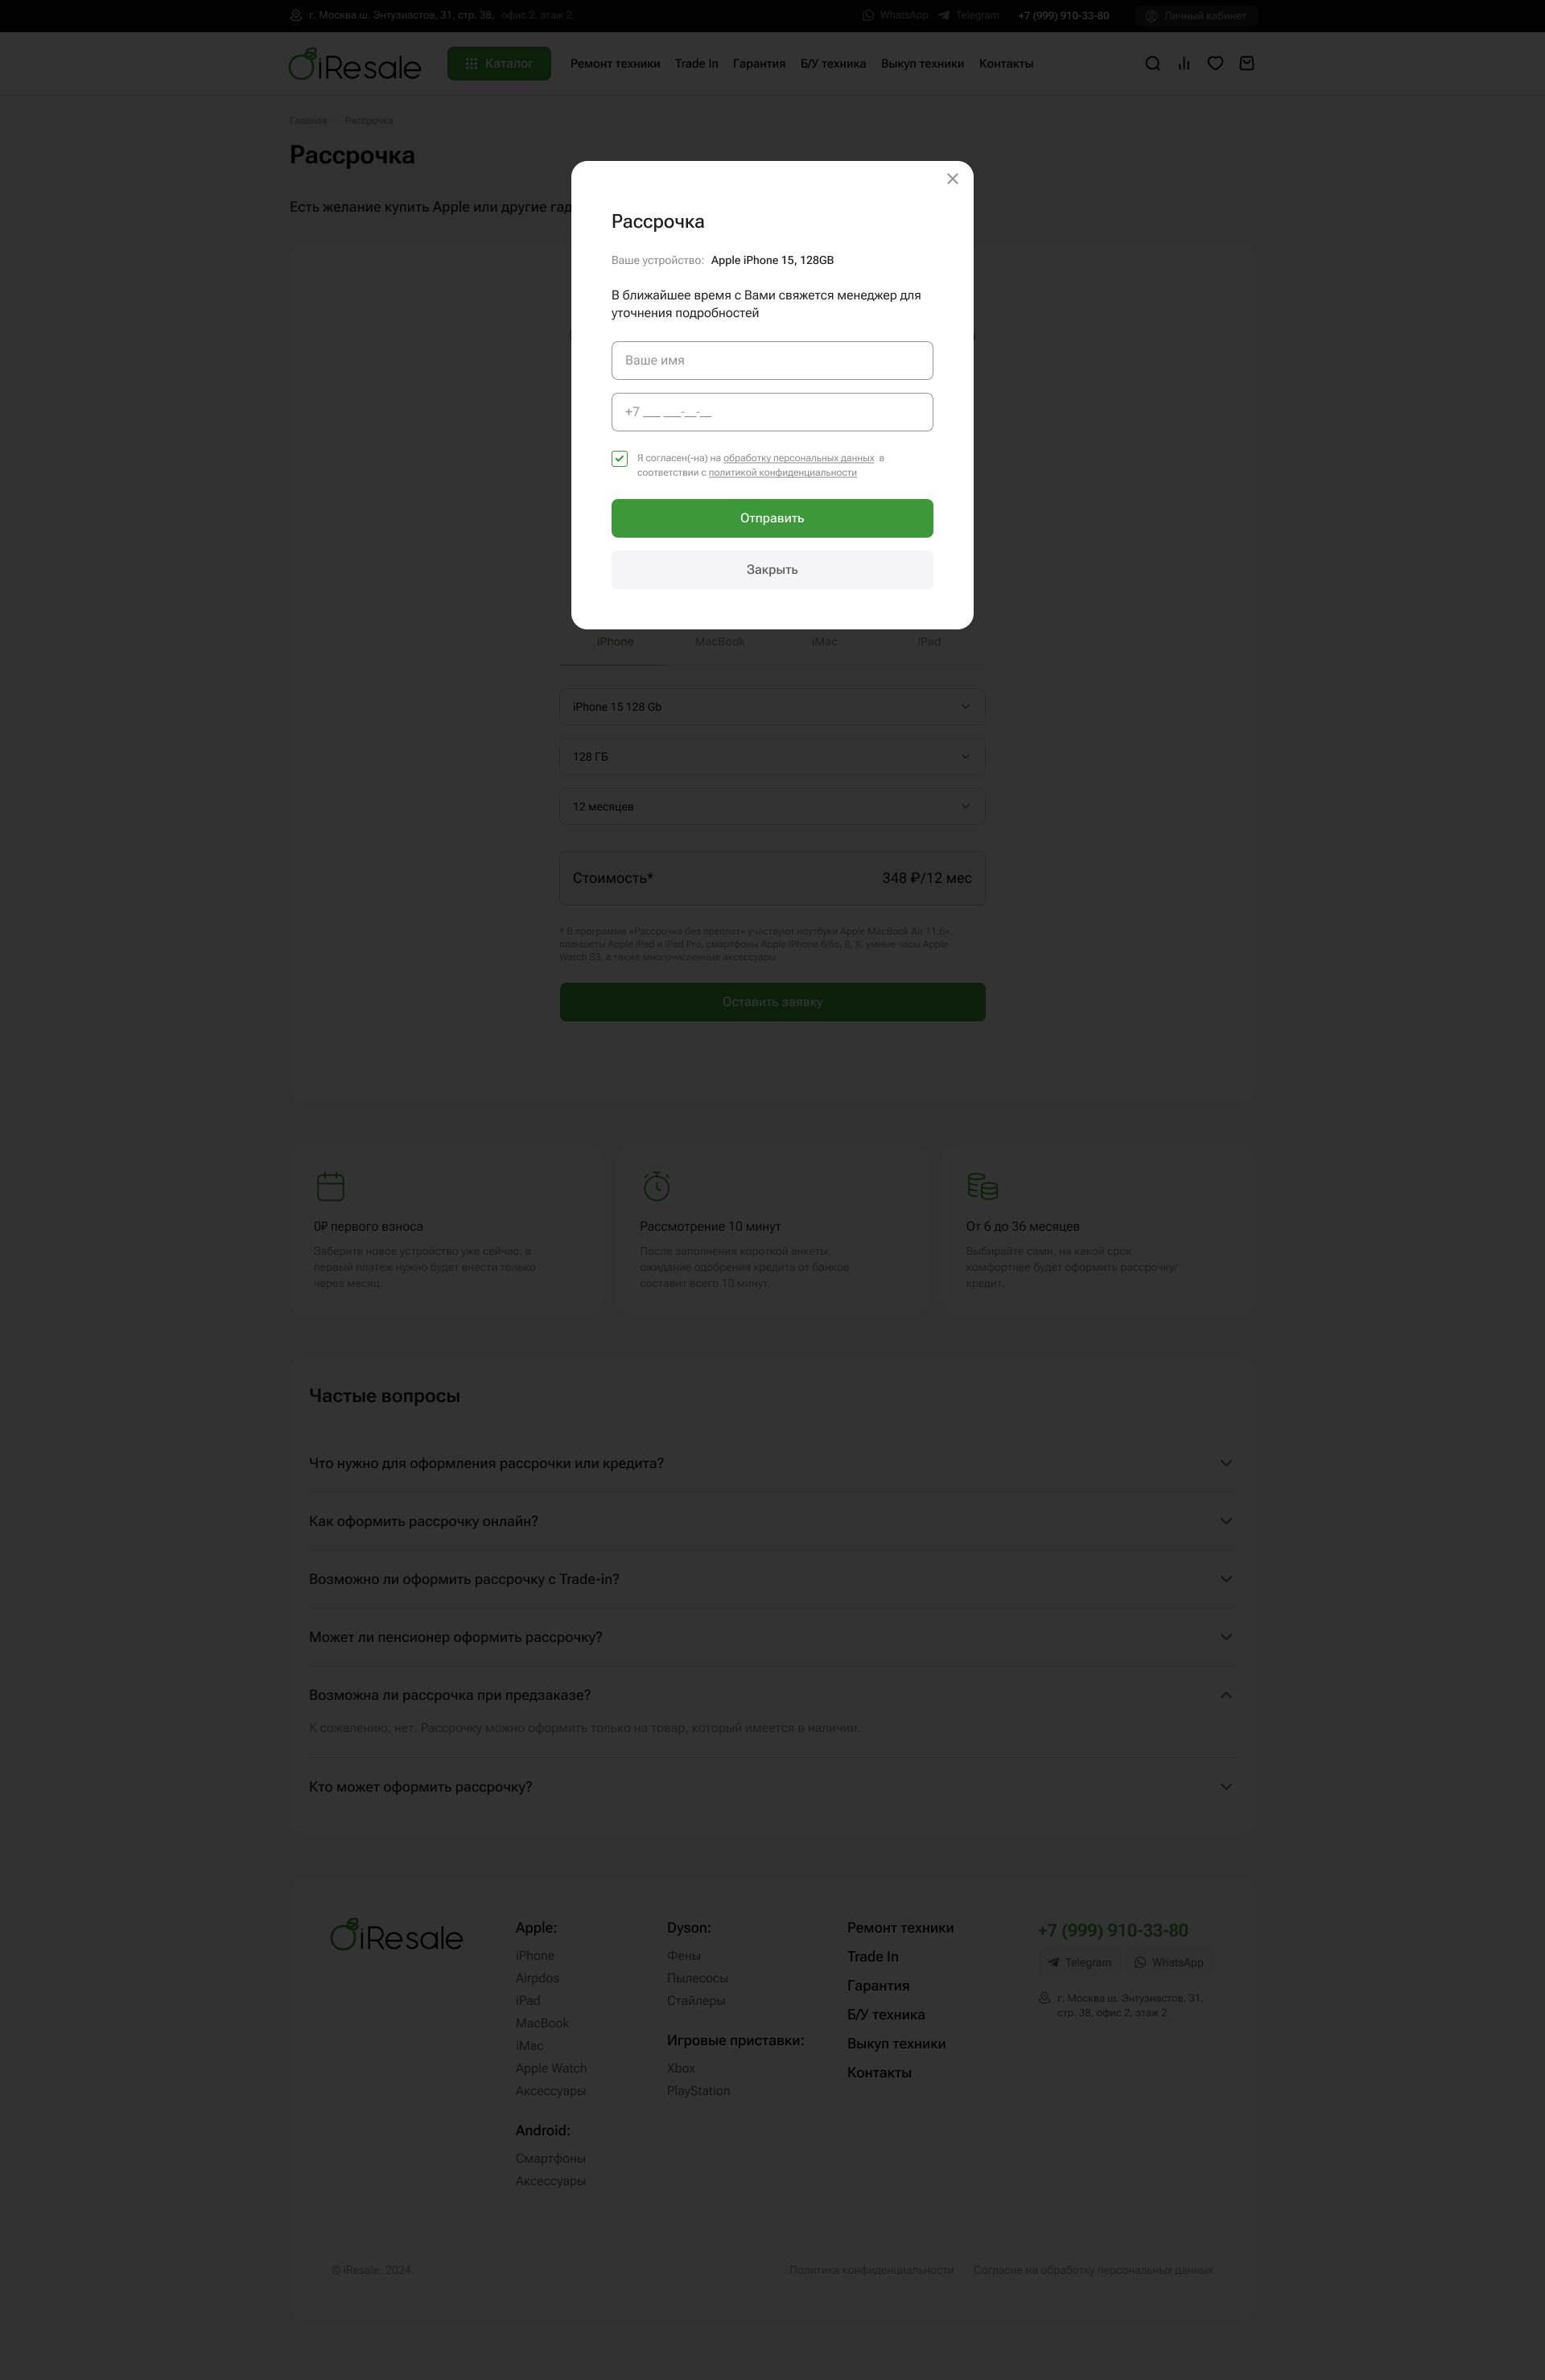 г. Москва ш. Энтузиастов, 31, стр. 38, офис 2, этаж 2
WhatsApp
Telegram
+7 (999) 910-33-80
Личный кабинет
iResale
Каталог
Ремонт техники
Trade In
Гарантия
Б/У техника
Выкуп техники
Контакты
Главная
Рассрочка
Рассрочка
Есть желание купить Apple или другие гад
Рассрочка
Ваше устройство: Apple iPhone 15, 128GB
В ближайшее время с Вами свяжется менеджер для
уточнения подробностей
Ваше имя
+7 ___ ___-__-__
Я согласен(-на) на обработку персональных данных в
соответствии с политикой конфиденциальности
Отправить
Закрыть
iPhone
MacBook
iMac
iPad
iPhone 15 128 Gb
128 ГБ
12 месяцев
Стоимость*
348 ₽/12 мес
* В программе «Рассрочка без преплат» участвуют ноутбуки Apple MacBook Air 11,6«,
планшеты Apple iPad и iPad Pro, смартфоны Apple iPhone 6/6s, 8, X, умные часы Apple
Watch S3, а также многочисленные аксессуары
Оставить заявку
0₽ первого взноса
Заберите новое устройство уже сейчас, а
первый платеж нужно будет внести только
через месяц.
Рассмотрение 10 минут
После заполнения короткой анкеты,
ожидание одобрения кредита от банков
составит всего 10 минут.
От 6 до 36 месяцев
Выбирайте сами, на какой срок
комфортнее будет оформить рассрочку/
кредит.
Частые вопросы
Что нужно для оформления рассрочки или кредита?
Как оформить рассрочку онлайн?
Возможно ли оформить рассрочку с Trade-in?
Может ли пенсионер оформить рассрочку?
Возможна ли рассрочка при предзаказе?
К сожалению, нет. Рассрочку можно оформить только на товар, который имеется в наличии.
Кто может оформить рассрочку?
iResale
Apple:
iPhone
Airpdos
iPad
MacBook
iMac
Apple Watch
Аксессуары
Android:
Смартфоны
Аксессуары
Dyson:
Фены
Пылесосы
Стайлеры
Игровые приставки:
Xbox
PlayStation
Ремонт техники
Trade In
Гарантия
Б/У техника
Выкуп техники
Контакты
+7 (999) 910-33-80
Telegram
WhatsApp
г. Москва ш. Энтузиастов, 31,
стр. 38, офис 2, этаж 2
© iResale, 2024.
Политика конфиденциальности
Согласие на обработку персональных данных